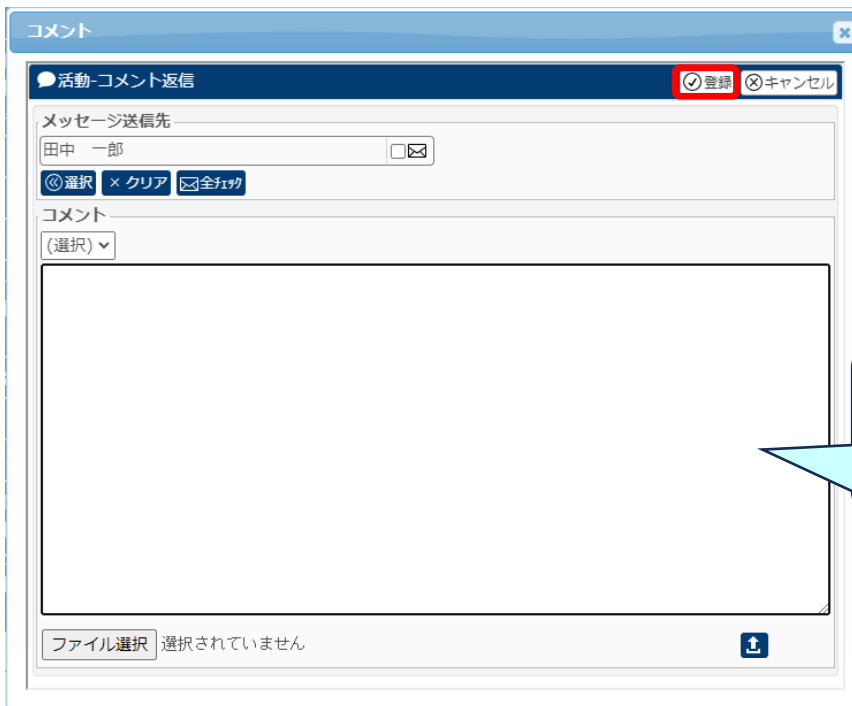 コメント
活動-コメント返信 登録 キャンセル
メッセージ送信先
田中 一郎
選択 × クリア 全ﾁｪｯｸ
コメント
(選択)
ファイル選択 選択されていません